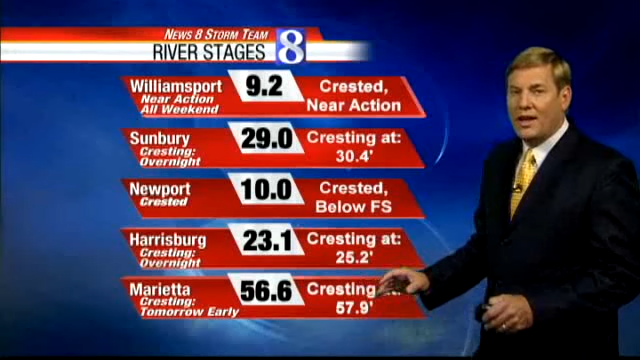 News 8 Storm Team
RIVER STAGES 8
Williamsport
Near Action
All Weekend
9.2
Crested,
Near Action
Sunbury
Cresting:
Overnight
29.0
Cresting at:
30.4'
Newport
Crested
10.0
Crested,
Below FS
Harrisburg
Cresting:
Overnight
23.1
Cresting at:
25.2'
Marietta
Cresting:
Tomorrow Early
56.6
Cresting at:
57.9'